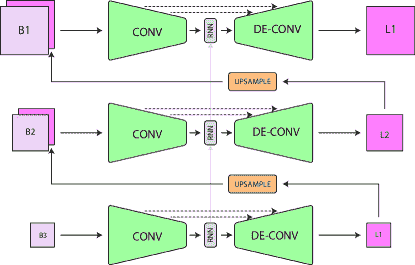 B1 CONV RNN DE-CONV L1
UPSAMPLE
B2 CONV RNN DE-CONV L2
UPSAMPLE
B3 CONV RNN DE-CONV L1